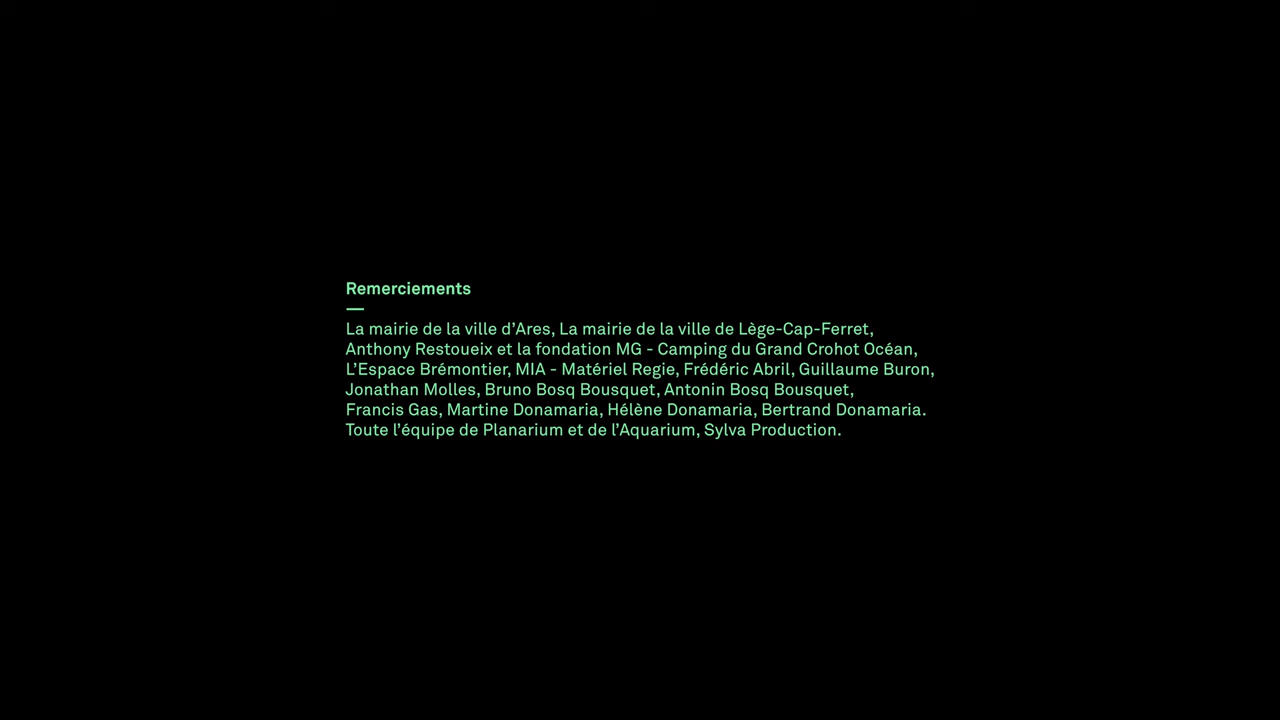 Remerciements
—
La mairie de la ville d’Ares, La mairie de la ville de Lège-Cap-Ferret,
Anthony Restoueix et la fondation MG - Camping du Grand Crohot Océan,
L’Espace Brémontier, MIA - Matériel Regie, Frédéric Abril, Guillaume Buron,
Jonathan Molles, Bruno Bosq Bousquet, Antonin Bosq Bousquet,
Francis Gas, Martine Donamaria, Hélène Donamaria, Bertrand Donamaria.
Toute l’équipe de Planarium et de l’Aquarium, Sylva Production.